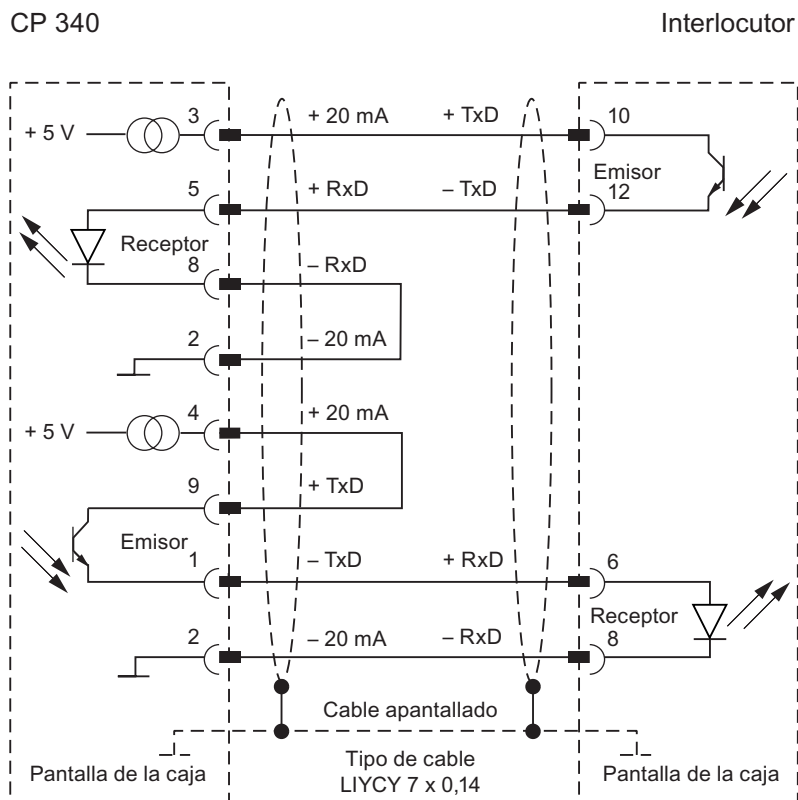 CP 340 Interlocutor
3 + 20 mA + TxD 10
+ 5 V
Emisor
5 + RxD – TxD 12
Receptor
8 – RxD
2 – 20 mA
4 + 20 mA
+ 5 V
9 + TxD
Emisor
1 – TxD + RxD 6
Receptor
2 – 20 mA – RxD 8
Cable apantallado
Pantalla de la caja Tipo de cable Pantalla de la caja
LIYCY 7 x 0,14